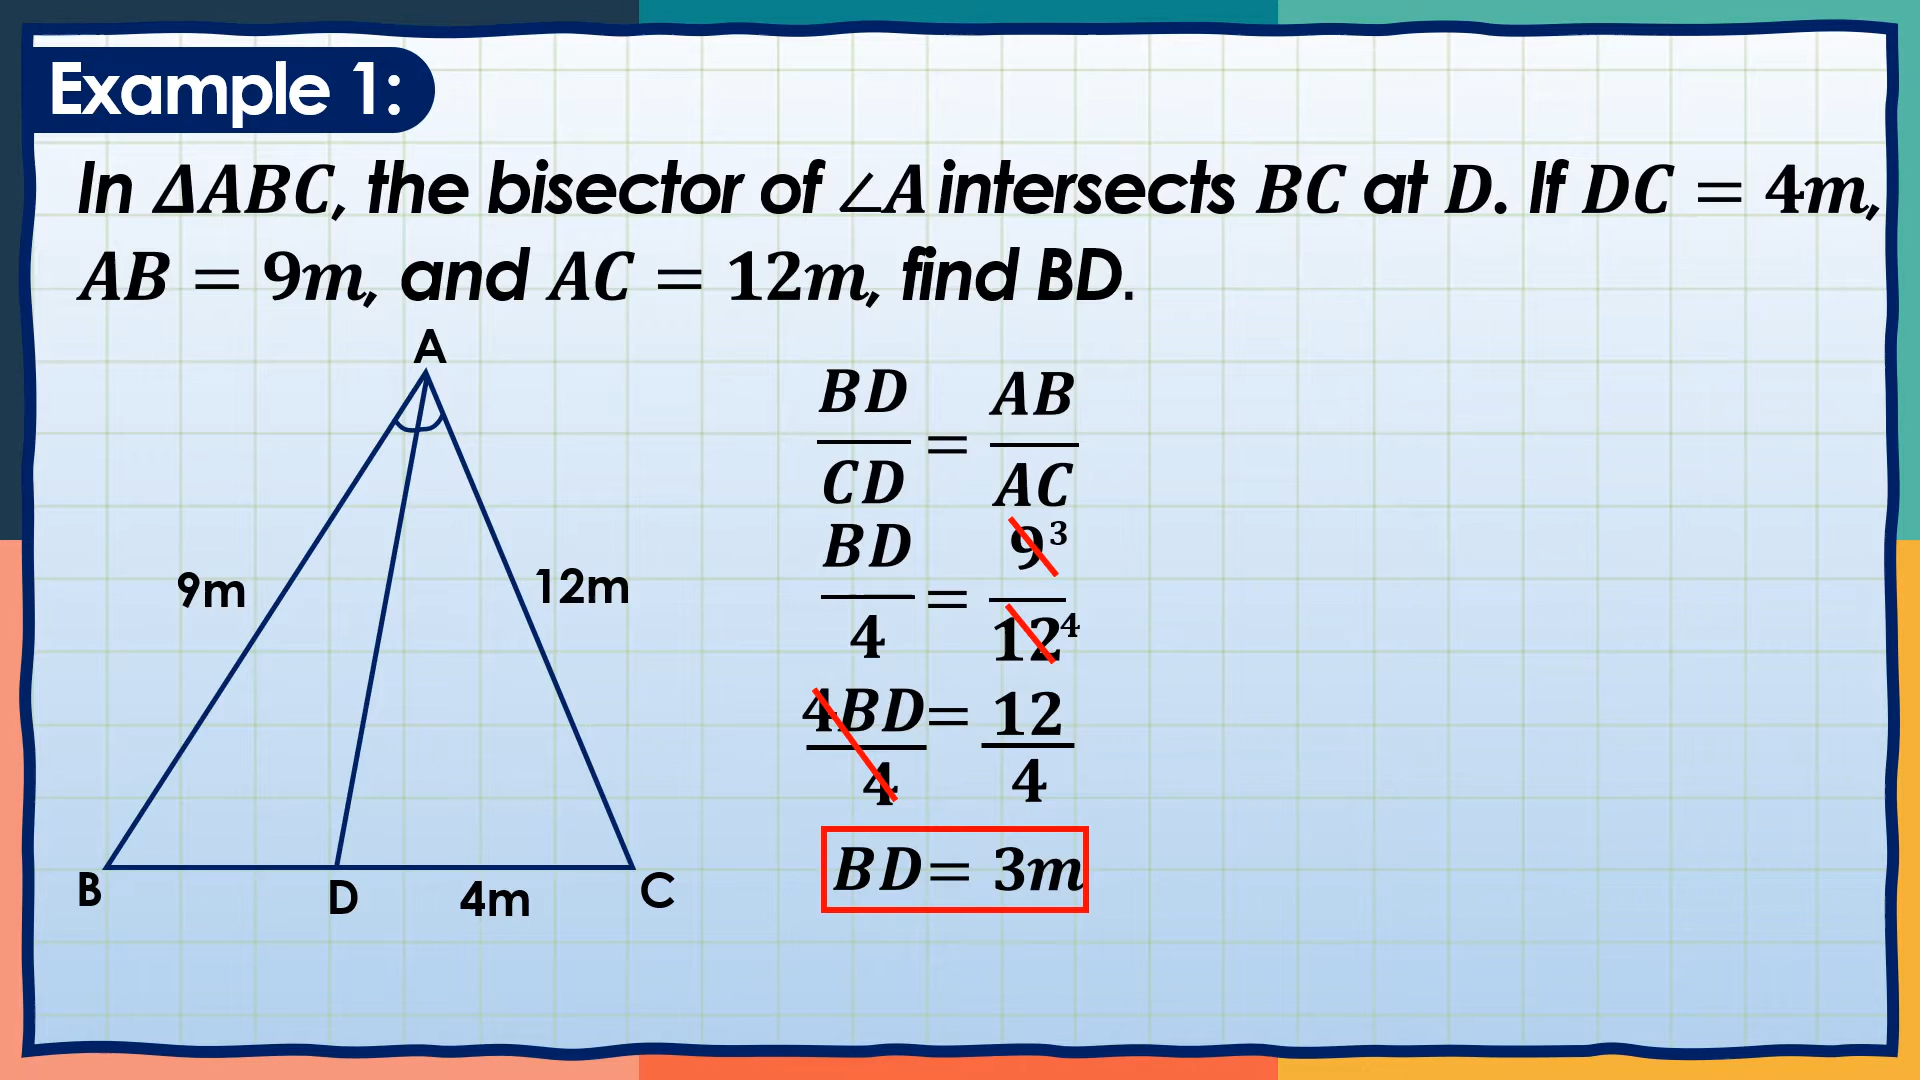 Example 1:
In ΔABC, the bisector of ∠A intersects BC at D. If DC = 4m,
AB = 9m, and AC = 12m, find BD.
A
9m
12m
B
D
4m
C
BD/CD = AB/AC
BD/4 = 9³/12⁴
4BD/4 = 12/4
BD = 3m